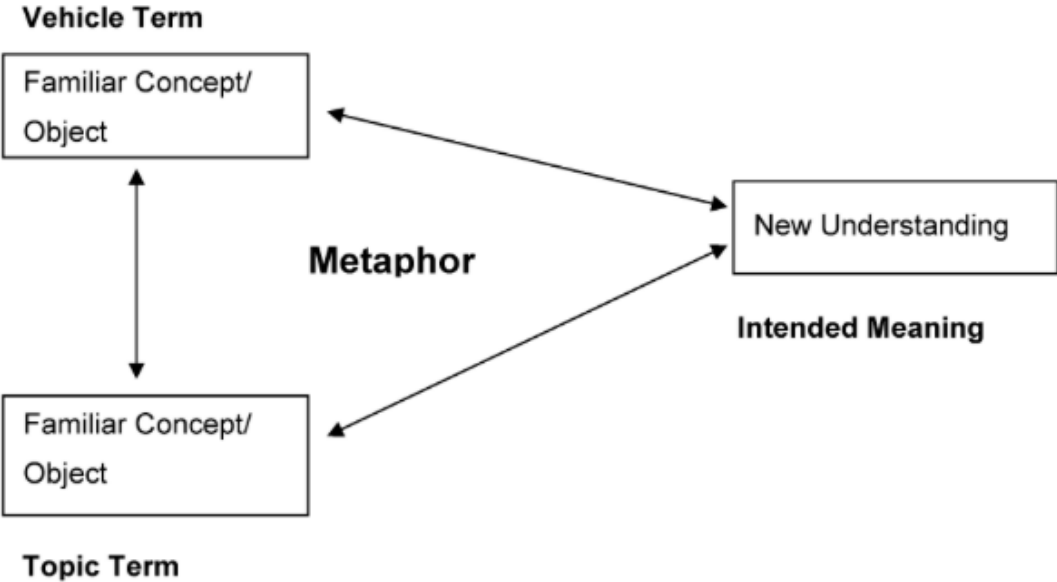 Vehicle Term
Familiar Concept/
Object
New Understanding
Metaphor
Intended Meaning
Familiar Concept/
Object
Topic Term